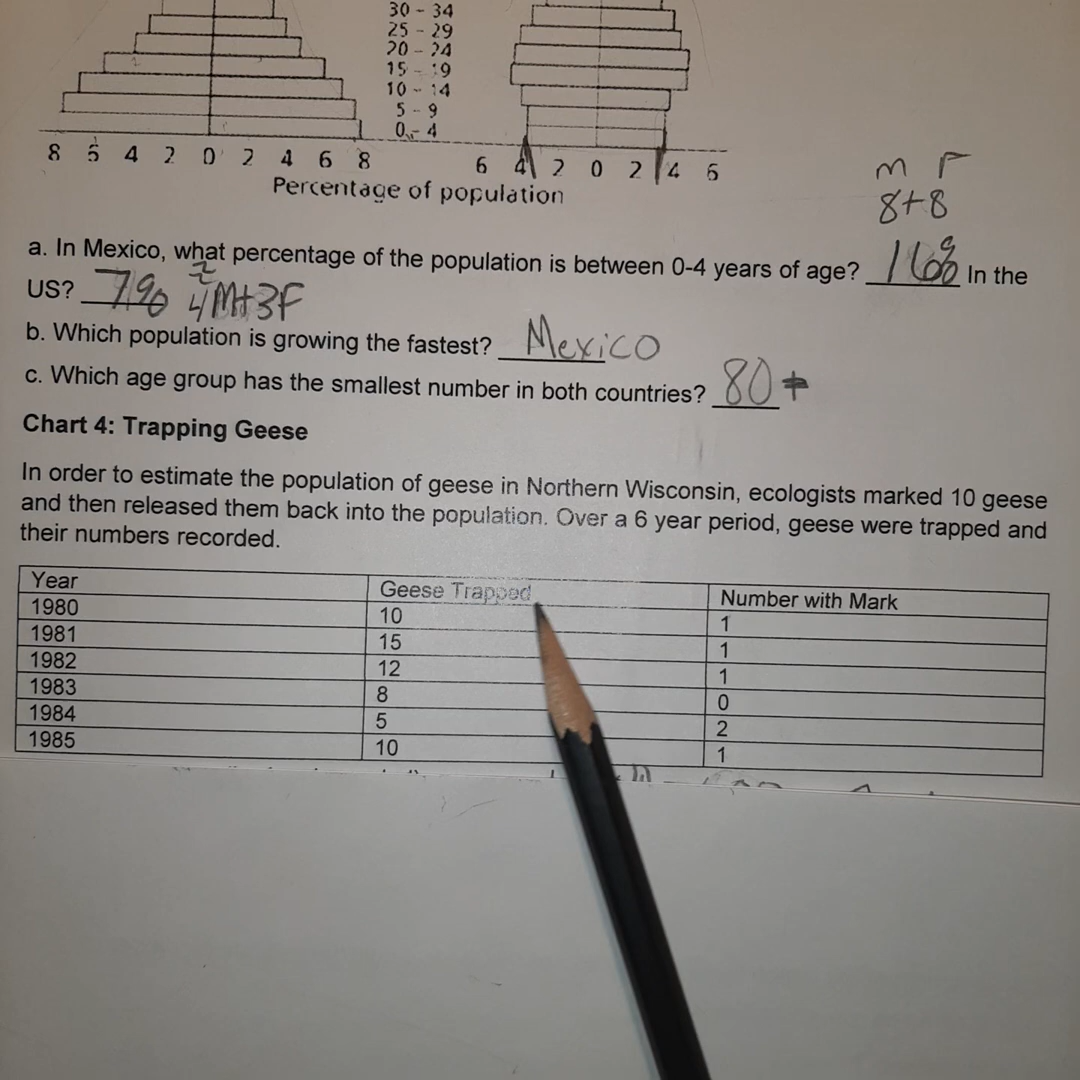 30 - 34
25 - 29
20 - 24
15 - 19
10 - 14
5 - 9
0 - 4
8 6 4 2 0 2 4 6 8 6 4 2 0 2 4 6
Percentage of population
M F
8+8
a. In Mexico, what percentage of the population is between 0-4 years of age? 16% In the
US? 7% 4M+3F
b. Which population is growing the fastest? Mexico
c. Which age group has the smallest number in both countries? 80+
Chart 4: Trapping Geese
In order to estimate the population of geese in Northern Wisconsin, ecologists marked 10 geese
and then released them back into the population. Over a 6 year period, geese were trapped and
their numbers recorded.
Year Geese Trapped Number with Mark
1980 10 1
1981 15 1
1982 12 1
1983 8 0
1984 5 2
1985 10 1